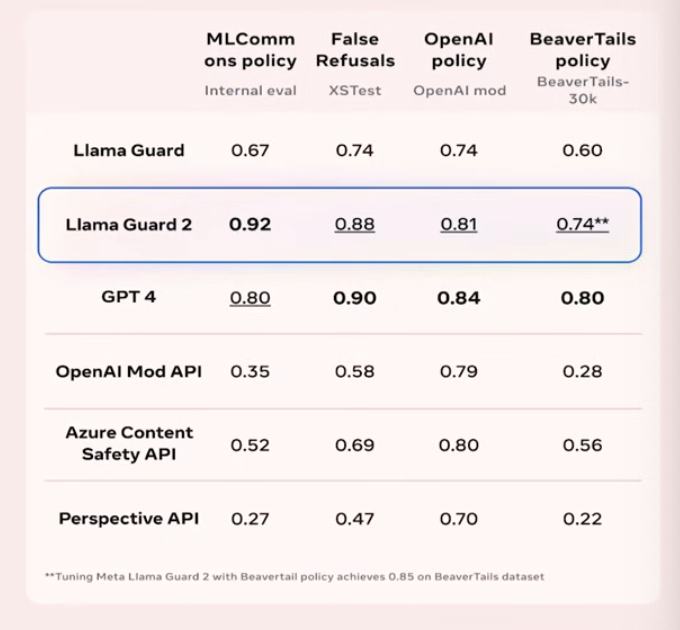 MLComm False OpenAI BeaverTails
ons policy Refusals policy policy
Internal eval XSTest OpenAI mod BeaverTails-
30k
Llama Guard 0.67 0.74 0.74 0.60
Llama Guard 2 0.92 0.88 0.81 0.74**
GPT 4 0.80 0.90 0.84 0.80
OpenAI Mod API 0.35 0.58 0.79 0.28
Azure Content
Safety API 0.52 0.69 0.80 0.56
Perspective API 0.27 0.47 0.70 0.22
**Tuning Meta Llama Guard 2 with Beavertail policy achieves 0.85 on BeaverTails dataset